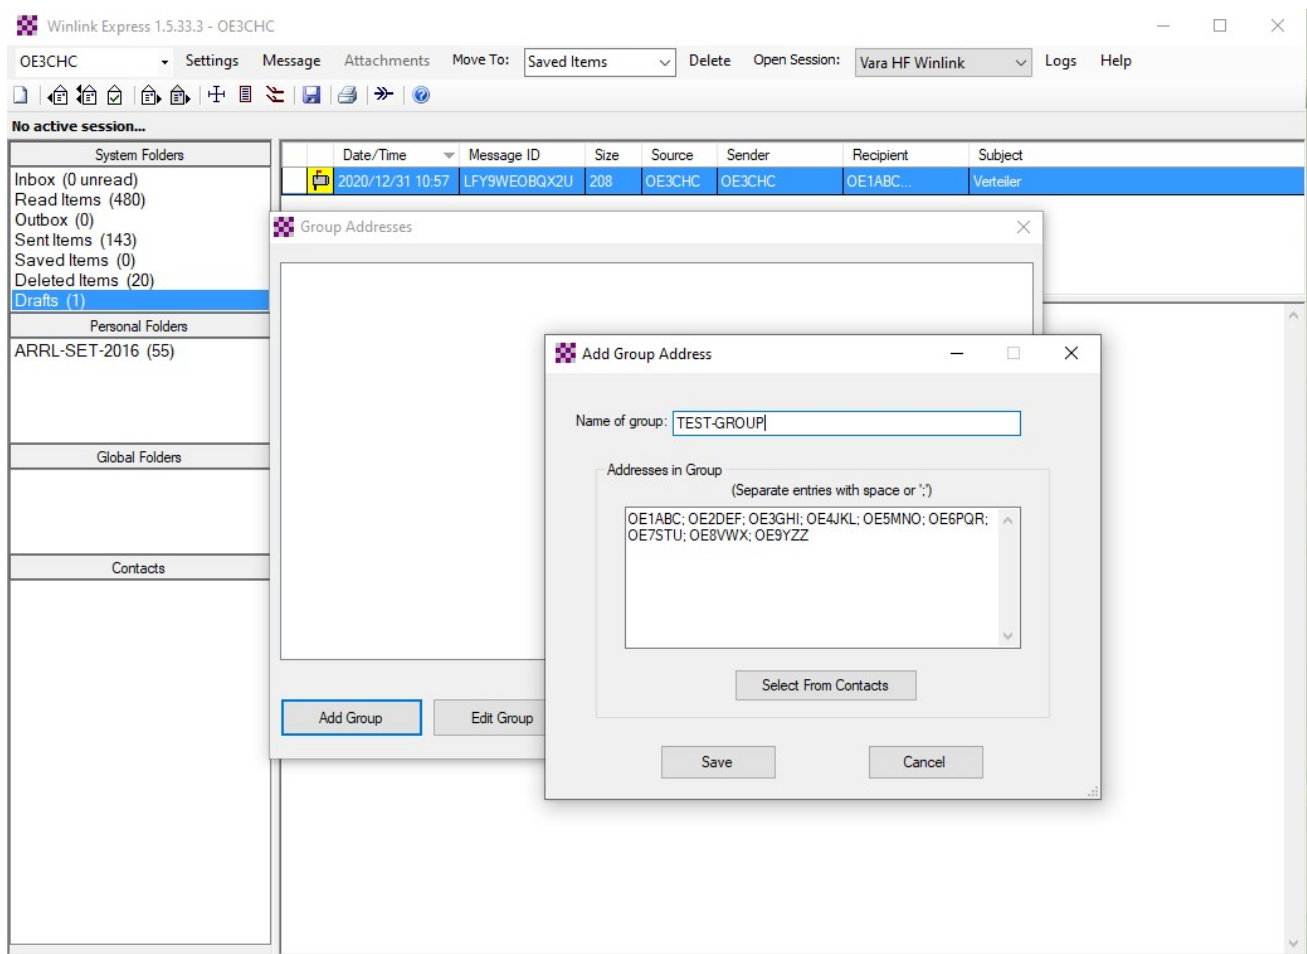 Winlink Express 1.5.33.3 - OE3CHC
OE3CHC Settings Message Attachments Move To: Saved Items Delete Open Session: Vara HF Winlink Logs Help
No active session...
System Folders
Inbox (0 unread)
Read Items (480)
Outbox (0)
Sent Items (143)
Saved Items (0)
Deleted Items (20)
Drafts (1)
Personal Folders
ARRL-SET-2016 (55)
Global Folders
Contacts
Date/Time Message ID Size Source Sender Recipient Subject
2020/12/31 10:57 LFY9WEOBQX2U 208 OE3CHC OE3CHC OE1ABC... Verteiler
Group Addresses
Add Group Edit Group
Add Group Address
Name of group: TEST-GROUP
Addresses in Group
(Separate entries with space or ';')
OE1ABC; OE2DEF; OE3GHI; OE4JKL; OE5MNO; OE6PQR;
OE7STU; OE8VWX; OE9YZZ
Select From Contacts
Save Cancel